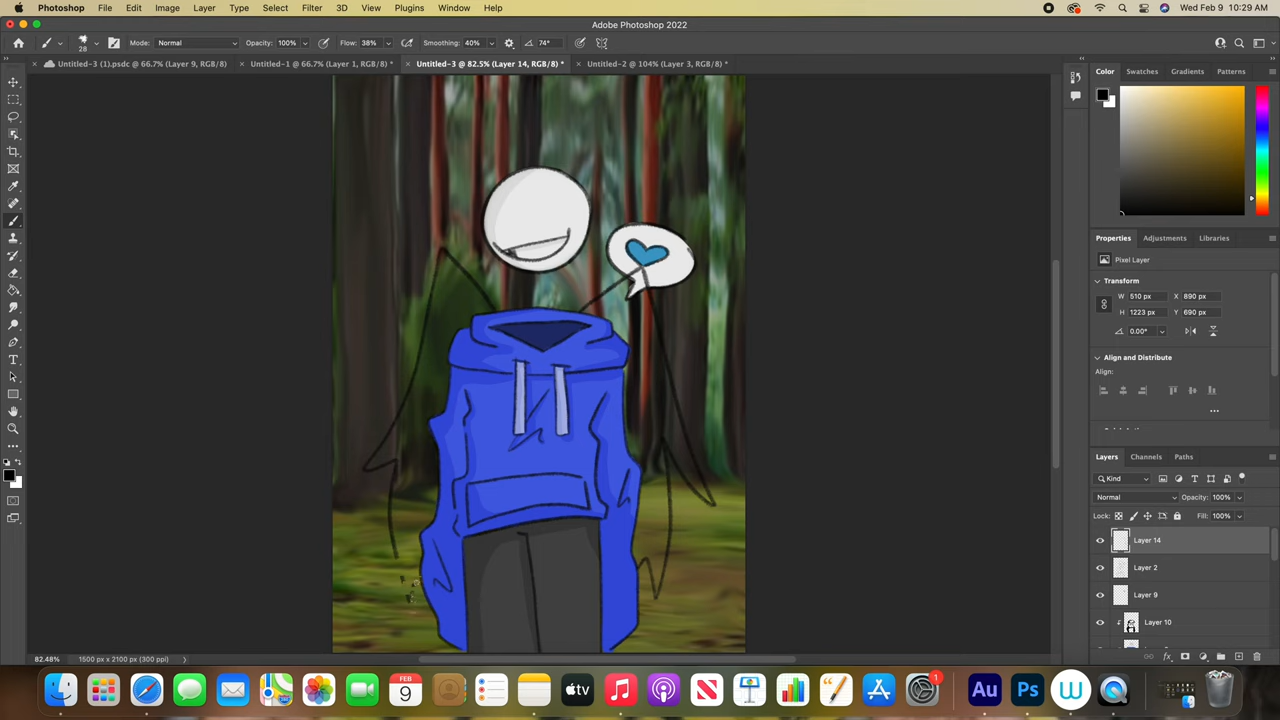 Photoshop File Edit Image Layer Type Select Filter 3D View Plugins Window Help Wed Feb 9 10:29 AM
Adobe Photoshop 2022
28 Mode: Normal Opacity: 100% Flow: 38% Smoothing: 40% 74°
Untitled-3 (1).psdc @ 66.7% (Layer 9, RGB/8) Untitled-1 @ 66.7% (Layer 1, RGB/8) * Untitled-3 @ 82.5% (Layer 14, RGB/8) * Untitled-2 @ 104% (Layer 3, RGB/8) *
Color Swatches Gradients Patterns
Properties Adjustments Libraries
Pixel Layer
Transform
W 510 px X 890 px
H 1223 px Y 690 px
0.00°
Align and Distribute
Align:
Layers Channels Paths
Kind
Normal Opacity: 100%
Lock: Fill: 100%
Layer 14
Layer 2
Layer 9
Layer 10
82.48% 1500 px x 2100 px (300 ppi)
FEB
9
tv
N
1
Au
Ps
W